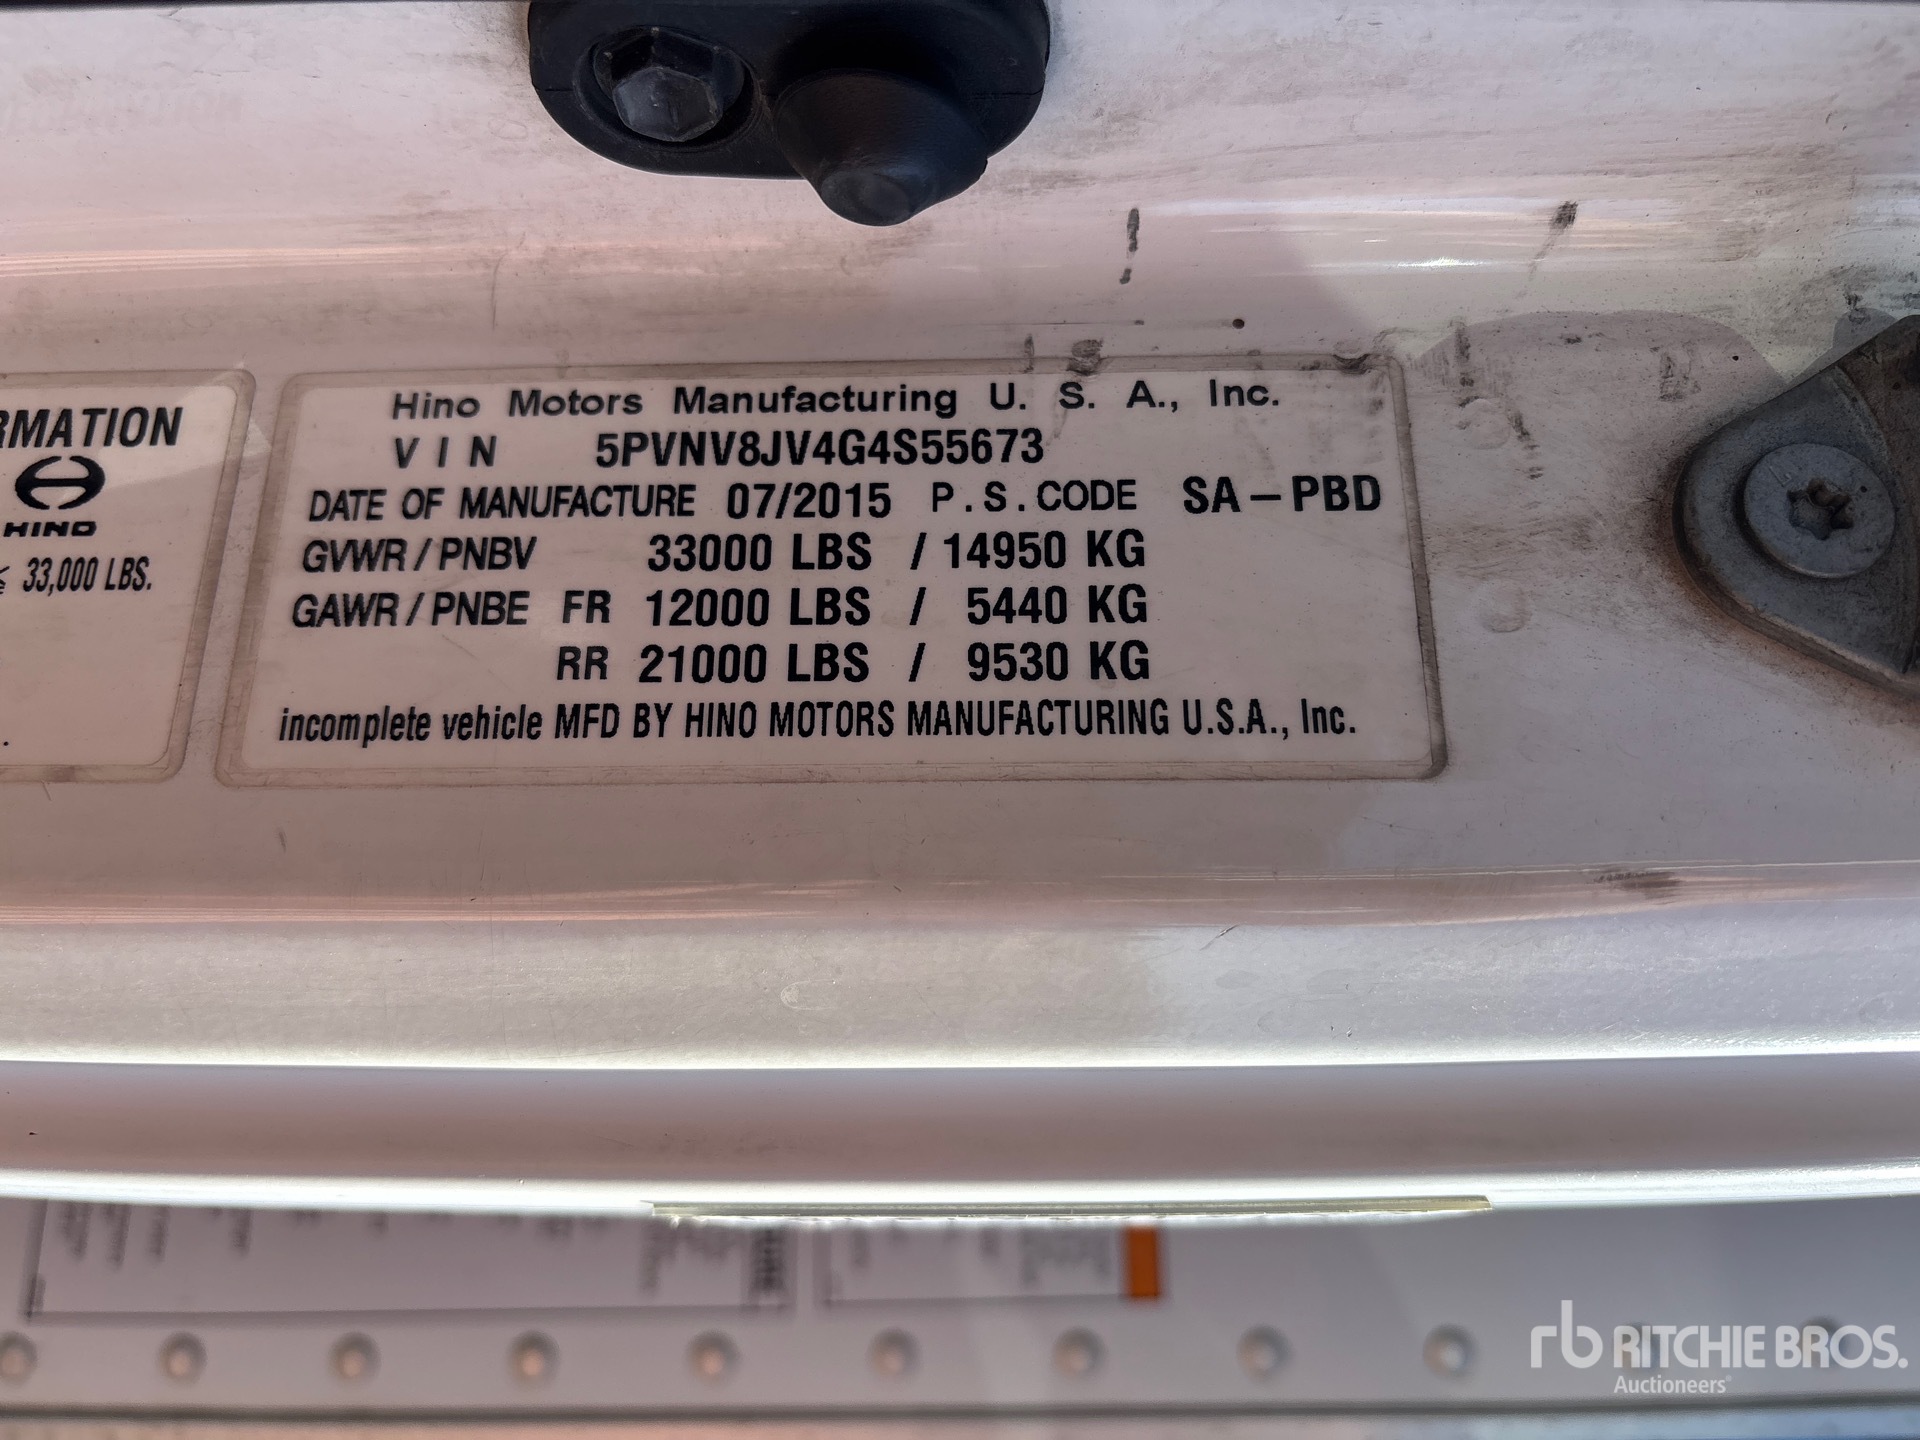 RMATION
HINO
33,000 LBS.
Hino Motors Manufacturing U. S. A., Inc.
VIN 5PVNV8JV4G4S55673
DATE OF MANUFACTURE 07/2015 P.S.CODE SA-PBD
GVWR/PNBV 33000 LBS / 14950 KG
GAWR/PNBE FR 12000 LBS / 5440 KG
RR 21000 LBS / 9530 KG
incomplete vehicle MFD BY HINO MOTORS MANUFACTURING U.S.A., Inc.
rb RITCHIE BROS.
Auctioneers